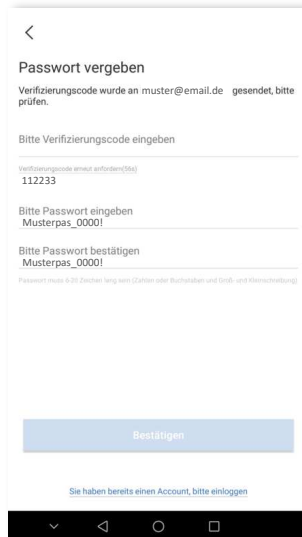 Passwort vergeben
Verifizierungscode wurde an muster@email.de gesendet, bitte
prüfen.
Bitte Verifizierungscode eingeben
Verifizierungscode erneut anfordern(56s)
112233
Bitte Passwort eingeben
Musterpas_0000!
Bitte Passwort bestätigen
Musterpas_0000!
Passwort muss 6-20 Zeichen lang sein (Zahlen oder Buchstaben und Groß- und Kleinschreibung)
Bestätigen
Sie haben bereits einen Account, bitte einloggen